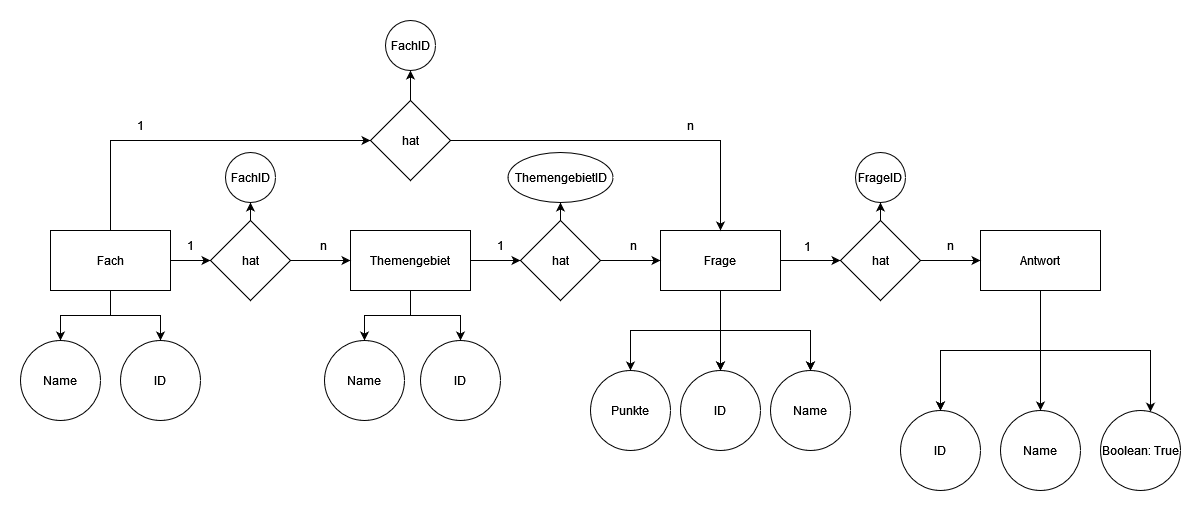 FachID
1
n
hat
FachID
ThemengebietID
FrageID
Fach
1
hat
n
Themengebiet
1
hat
n
Frage
1
hat
n
Antwort
Name
ID
Name
ID
Punkte
ID
Name
ID
Name
Boolean: True